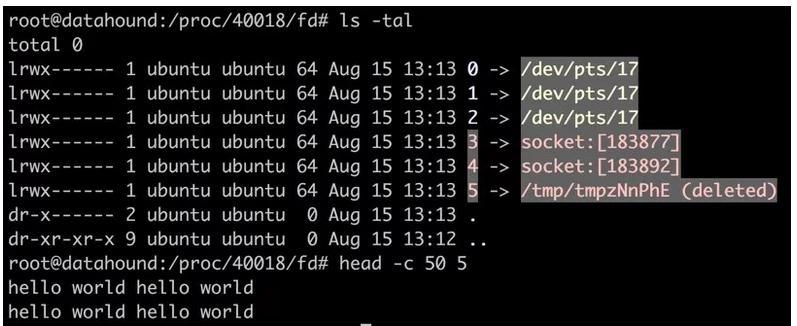 root@datahound:/proc/40018/fd# ls -tal
total 0
lrwx------ 1 ubuntu ubuntu 64 Aug 15 13:13 0 -> /dev/pts/17
lrwx------ 1 ubuntu ubuntu 64 Aug 15 13:13 1 -> /dev/pts/17
lrwx------ 1 ubuntu ubuntu 64 Aug 15 13:13 2 -> /dev/pts/17
lrwx------ 1 ubuntu ubuntu 64 Aug 15 13:13 3 -> socket:[183877]
lrwx------ 1 ubuntu ubuntu 64 Aug 15 13:13 4 -> socket:[183892]
lrwx------ 1 ubuntu ubuntu 64 Aug 15 13:13 5 -> /tmp/tmpzNnPhE (deleted)
dr-x------ 2 ubuntu ubuntu  0 Aug 15 13:13 .
dr-xr-xr-x 9 ubuntu ubuntu  0 Aug 15 13:12 ..
root@datahound:/proc/40018/fd# head -c 50 5
hello world hello world
hello world hello world